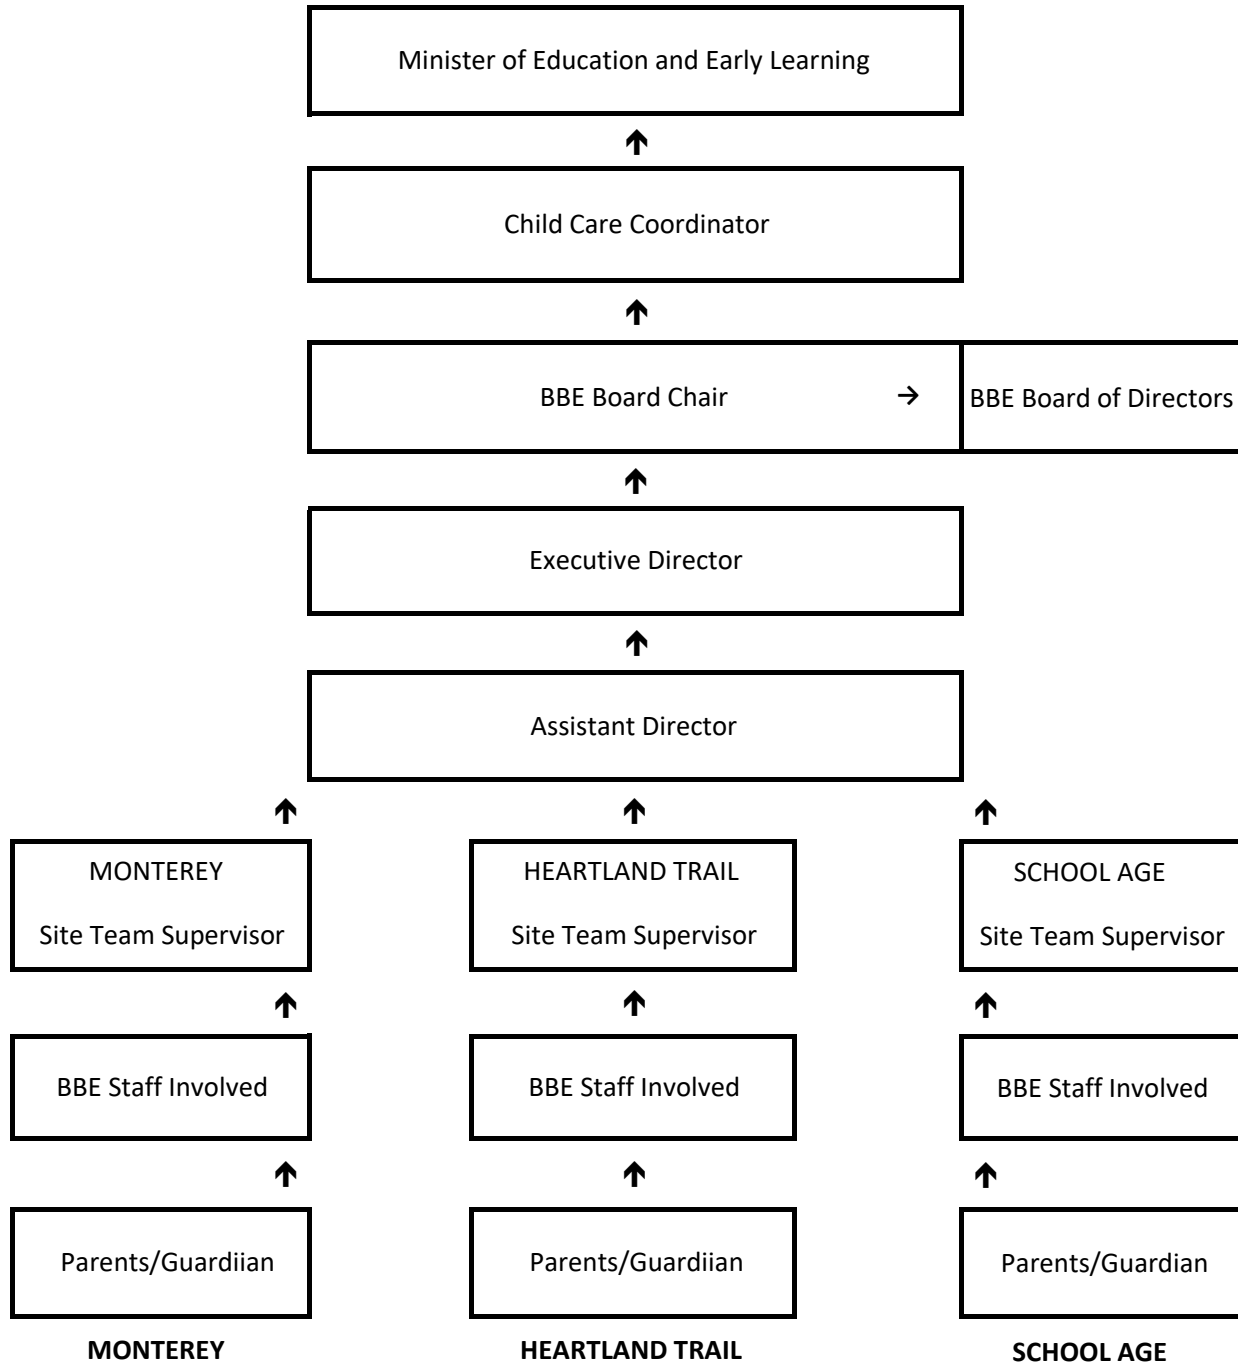 Minister of Education and Early Learning
Child Care Coordinator
BBE Board Chair → BBE Board of Directors
Executive Director
Assistant Director
MONTEREY
Site Team Supervisor
HEARTLAND TRAIL
Site Team Supervisor
SCHOOL AGE
Site Team Supervisor
BBE Staff Involved
BBE Staff Involved
BBE Staff Involved
Parents/Guardiian
Parents/Guardiian
Parents/Guardian
MONTEREY
HEARTLAND TRAIL
SCHOOL AGE